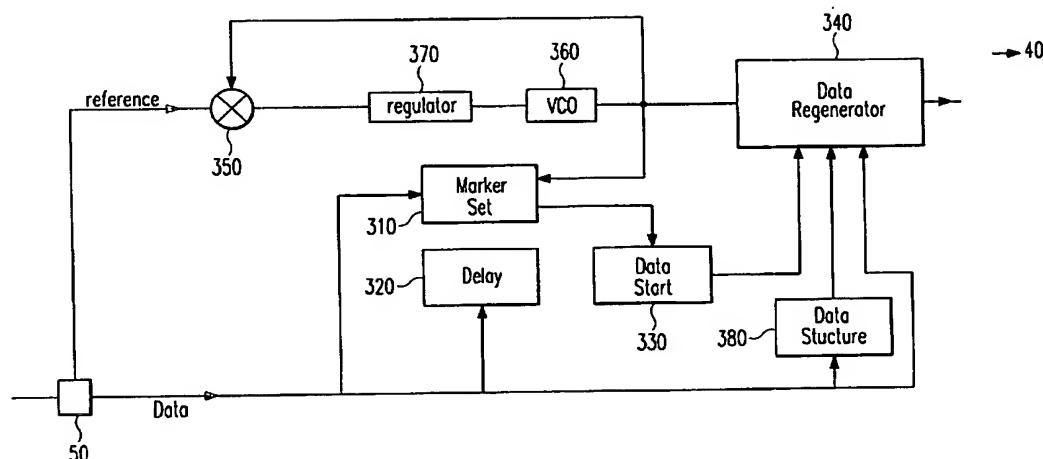 340
40
370
360
reference
regulator
VCO
Data
Regenerator
350
Marker
Set
310
320
Delay
Data
Start
330
Data
Stucture
380
Data
50